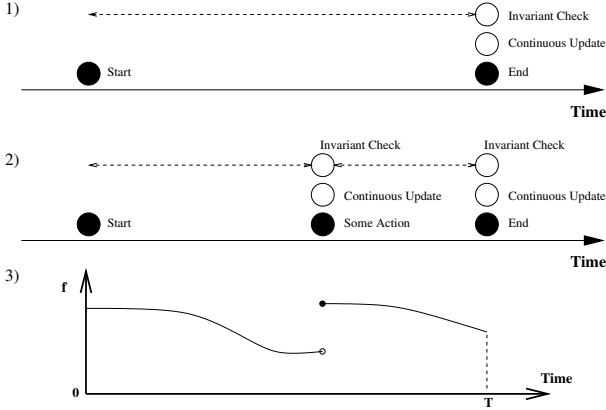 1)
Invariant Check
Continuous Update
Start
End
Time
2)
Invariant Check
Invariant Check
Continuous Update
Continuous Update
Start
Some Action
End
Time
3)
f
Time
0
T